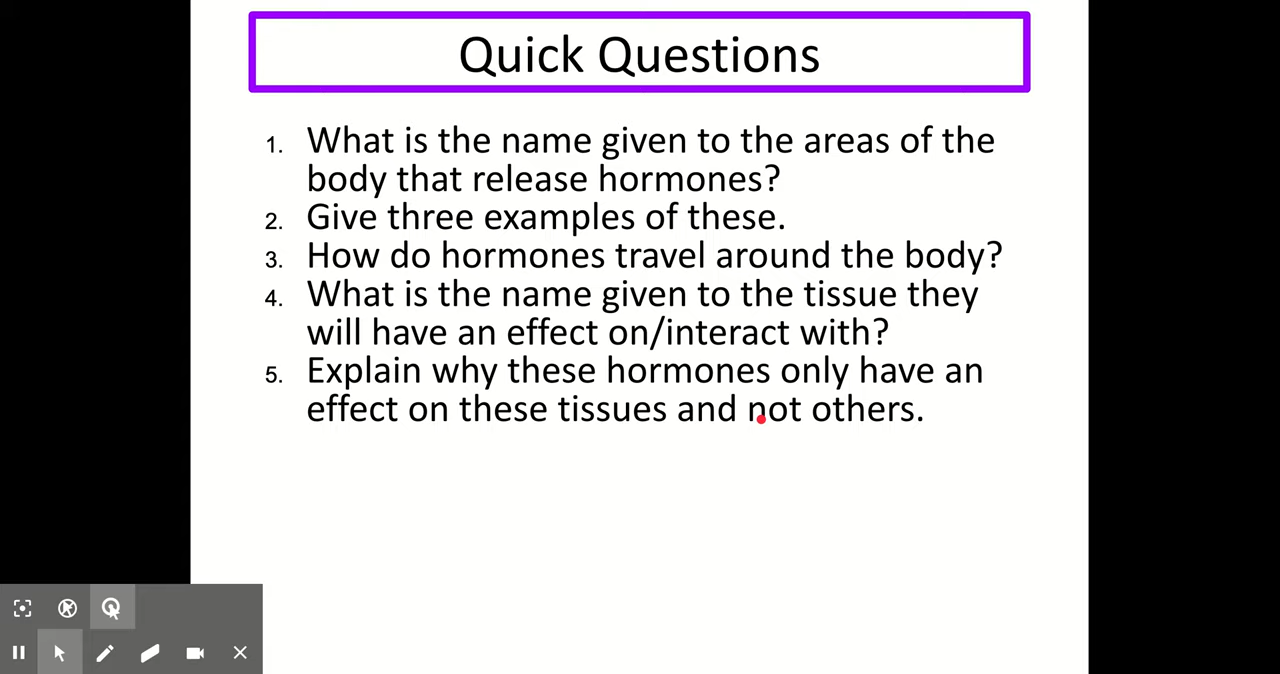 Quick Questions
1. What is the name given to the areas of the
body that release hormones?
2. Give three examples of these.
3. How do hormones travel around the body?
4. What is the name given to the tissue they
will have an effect on/interact with?
5. Explain why these hormones only have an
effect on these tissues and not others.